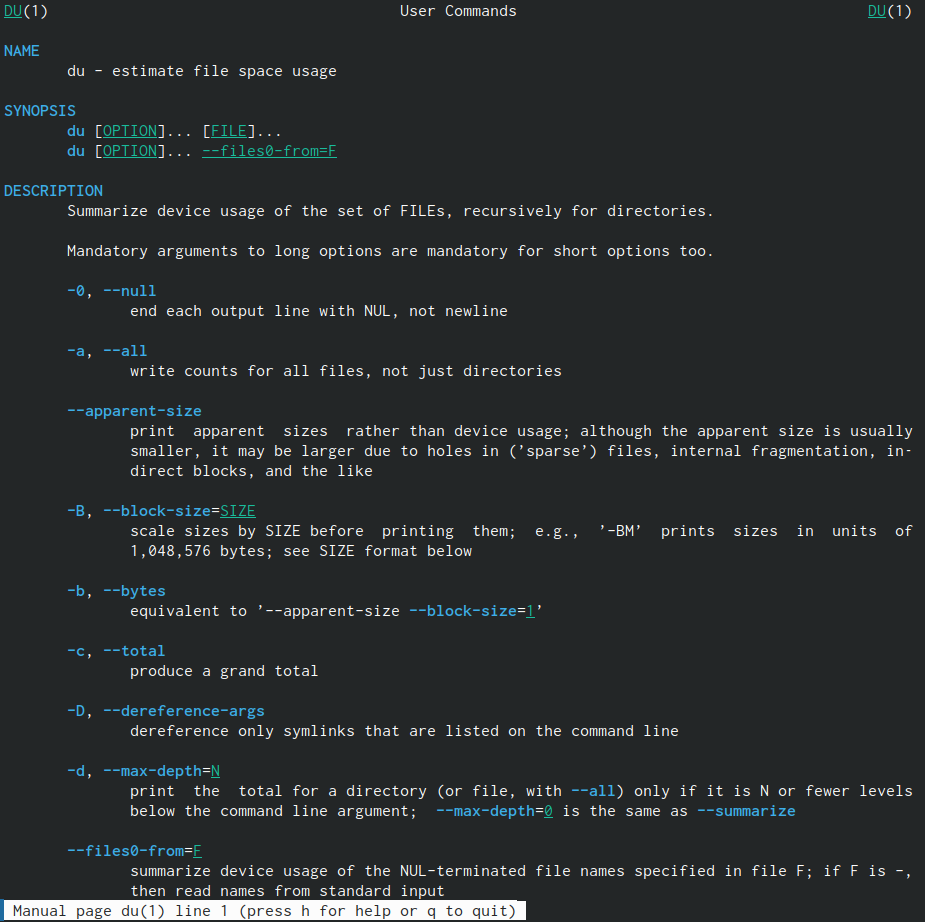 DU(1) User Commands DU(1)
NAME
du - estimate file space usage
SYNOPSIS
du [OPTION]... [FILE]...
du [OPTION]... --files0-from=F
DESCRIPTION
Summarize device usage of the set of FILEs, recursively for directories.
Mandatory arguments to long options are mandatory for short options too.
-0, --null
end each output line with NUL, not newline
-a, --all
write counts for all files, not just directories
--apparent-size
print apparent sizes rather than device usage; although the apparent size is usually
smaller, it may be larger due to holes in (’sparse’) files, internal fragmentation, in‐
direct blocks, and the like
-B, --block-size=SIZE
scale sizes by SIZE before printing them; e.g., ’-BM’ prints sizes in units of
1,048,576 bytes; see SIZE format below
-b, --bytes
equivalent to ’--apparent-size --block-size=1’
-c, --total
produce a grand total
-D, --dereference-args
dereference only symlinks that are listed on the command line
-d, --max-depth=N
print the total for a directory (or file, with --all) only if it is N or fewer levels
below the command line argument; --max-depth=0 is the same as --summarize
--files0-from=F
summarize device usage of the NUL-terminated file names specified in file F; if F is -,
then read names from standard input
Manual page du(1) line 1 (press h for help or q to quit)